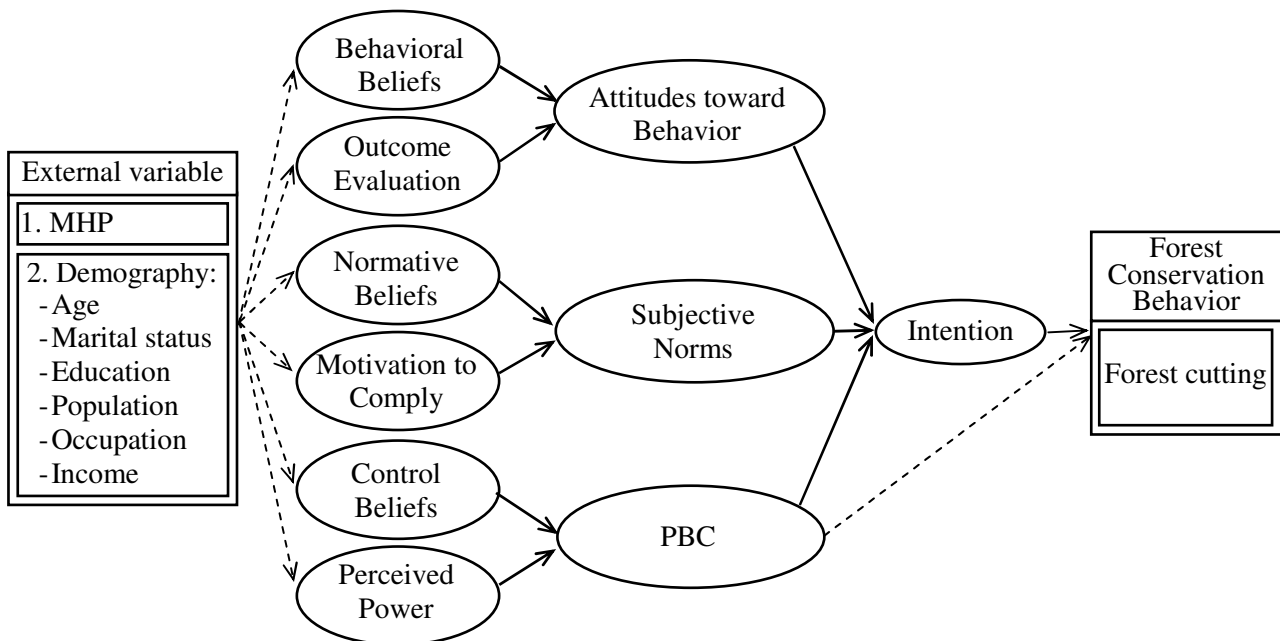 External variable
1. MHP
2. Demography:
-Age
-Marital status
-Education
-Population
-Occupation
-Income
Behavioral
Beliefs
Outcome
Evaluation
Normative
Beliefs
Motivation to
Comply
Control
Beliefs
Perceived
Power
Attitudes toward
Behavior
Subjective
Norms
PBC
Intention
Forest
Conservation
Behavior
Forest cutting